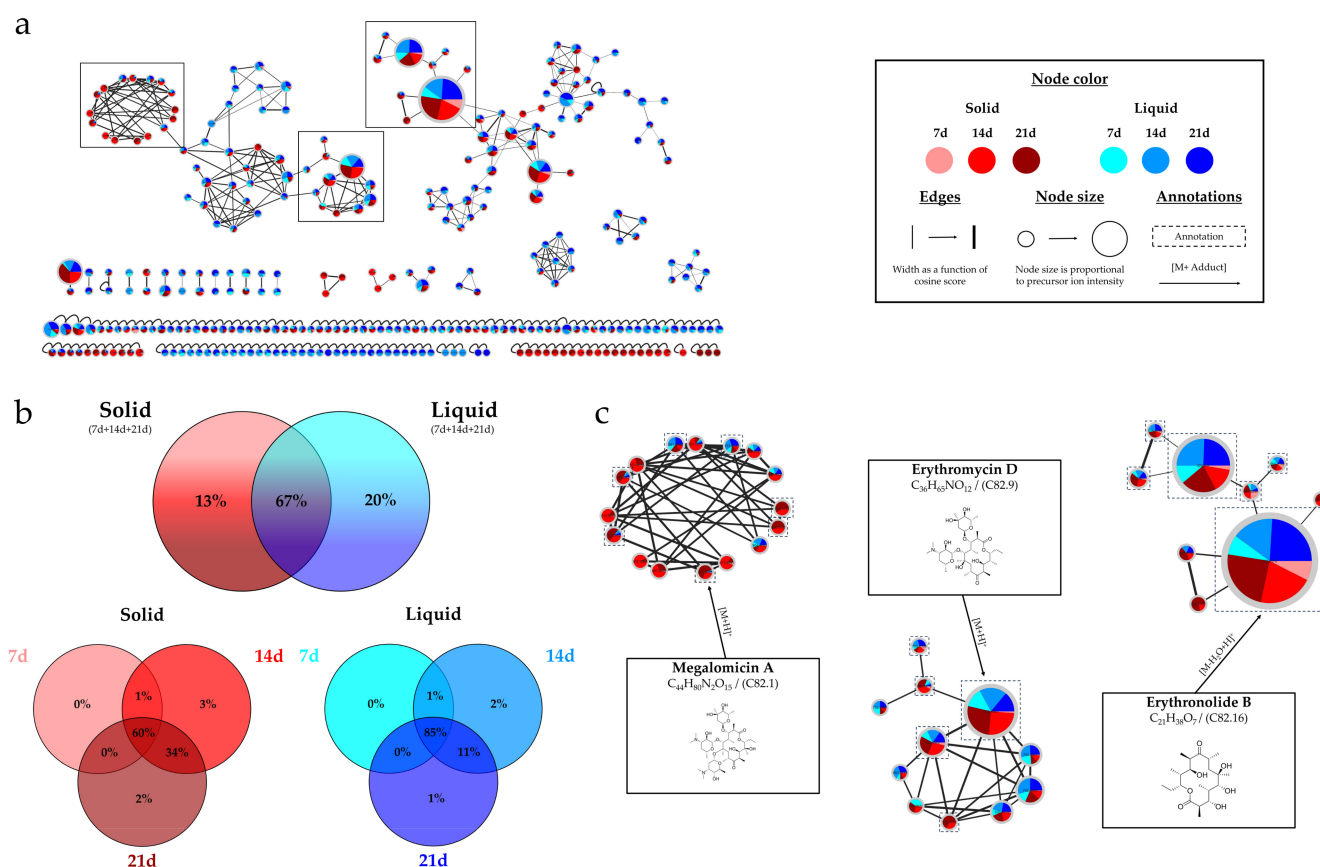 a
Node color
Solid
Liquid
7d 14d 21d
7d 14d 21d
Edges
Node size
Annotations
Annotation
Width as a function of
cosine score
Node size is proportional
to precursor ion intensity
[M+ Adduct]
b
Solid
(7d+14d+21d)
Liquid
(7d+14d+21d)
13%
67%
20%
Solid
7d
14d
0%
1%
3%
60%
0%
34%
2%
21d
Liquid
7d
14d
0%
1%
2%
85%
0%
11%
1%
21d
c
[M+H]⁺
Megalomicin A
C₄₄H₈₀N₂O₁₅ / (C82.1)
Erythromycin D
C₃₆H₆₅NO₁₂ / (C82.9)
[M+H]⁺
[M-H₂O+H]⁺
Erythronolide B
C₂₁H₃₈O₇ / (C82.16)